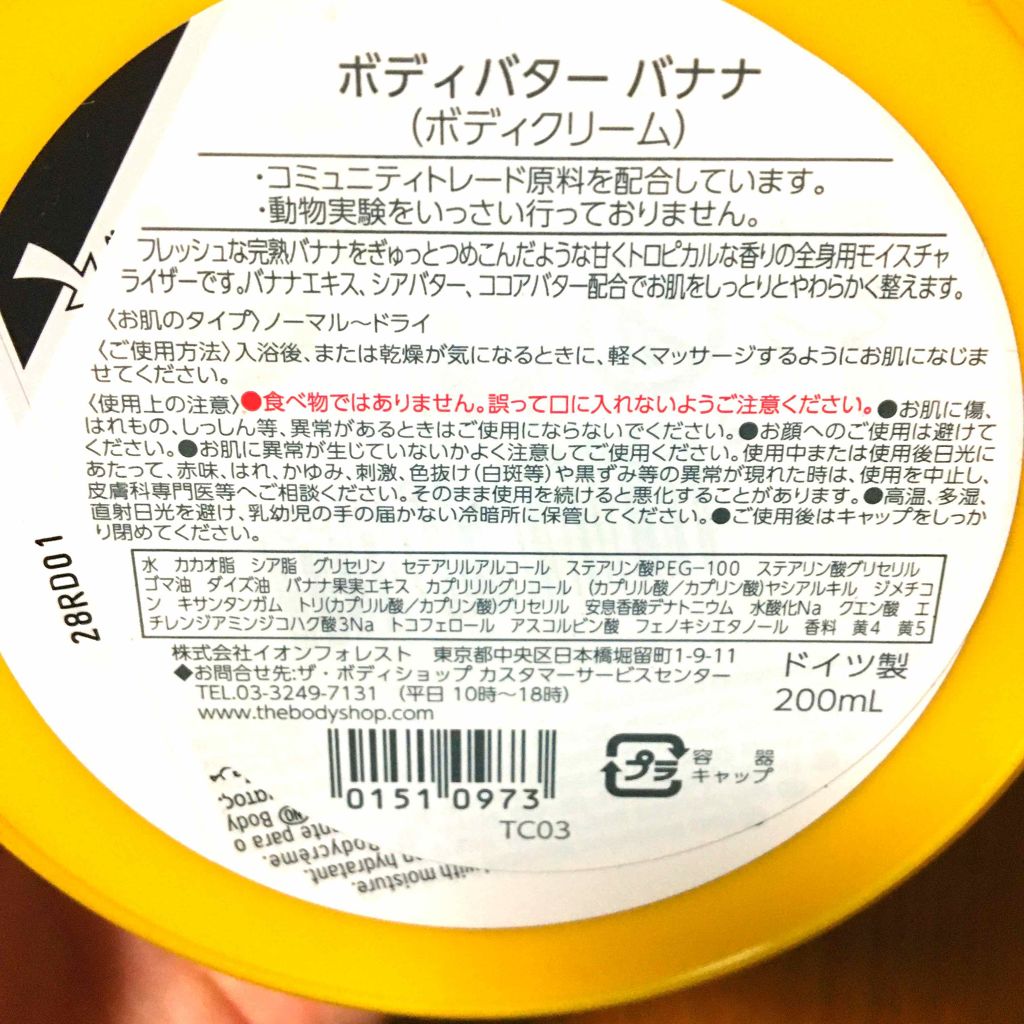 ボディバター バナナ
(ボディクリーム)
・コミュニティトレード原料を配合しています。
・動物実験をいっさい行っておりません。
フレッシュな完熟バナナをぎゅっとつめこんだような甘くトロピカルな香りの全身用モイスチャ
ライザーです。バナナエキス、シアバター、ココアバター配合でお肌をしっとりとやわらかく整えます。
〈お肌のタイプ〉ノーマル～ドライ
〈ご使用方法〉入浴後、または乾燥が気になるときに、軽くマッサージするようにお肌になじま
せてください。
〈使用上の注意〉●食べ物ではありません。誤って口に入れないようご注意ください。●お肌に傷、
はれもの、しっしん等、異常があるときはご使用にならないでください。●お顔へのご使用は避けて
ください。●お肌に異常が生じていないかよく注意してご使用ください。使用中または使用後日光に
あたって、赤味、はれ、かゆみ、刺激、色抜け(白斑等)や黒ずみ等の異常が現れた時は、使用を中止し、
皮膚科専門医等へご相談ください。そのまま使用を続けると悪化することがあります。●高温、多湿、
直射日光を避け、乳幼児の手の届かない冷暗所に保管してください。●ご使用後はキャップをしっか
り閉めてください。
28RD01
水 カカオ脂 シア脂 グリセリン セテアリルアルコール ステアリン酸PEG-100 ステアリン酸グリセリル
ゴマ油 ダイズ油 バナナ果実エキス カプリリルグリコール (カプリル酸/カプリン酸)ヤシアルキル ジメチコ
ン キサンタンガム トリ(カプリル酸/カプリン酸)グリセリル 安息香酸デナトニウム 水酸化Na クエン酸 エ
チレンジアミンジコハク酸3Na トコフェロール アスコルビン酸 フェノキシエタノール 香料 黄4 黄5
株式会社イオンフォレスト 東京都中央区日本橋堀留町1-9-11
◆お問合せ先:ザ・ボディショップ カスタマーサービスセンター
TEL.03-3249-7131 (平日 10時～18時)
www.thebodyshop.com
ドイツ製
200mL
0151 0973
TC03
プラ
容器
キャップ
with moisture.
hydratant.
odycrème.
nte para o
Body